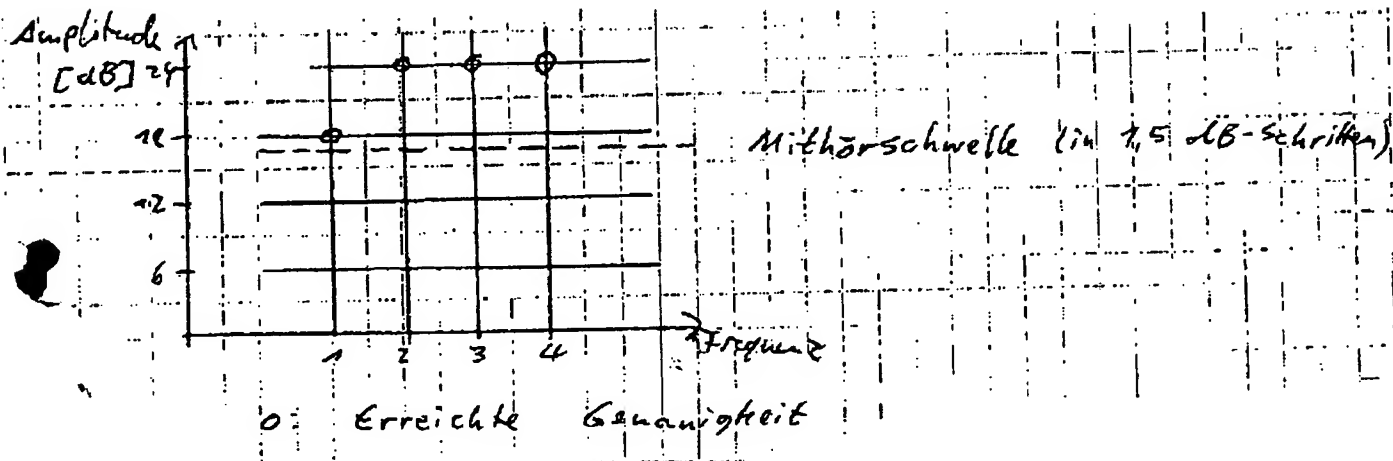 Amplitude
[dB] 24
18
Mithörschwelle (in 1,5 dB-Schritten)
12
6
1 2 3 4
Frequenz
o: Erreichte Genauigkeit